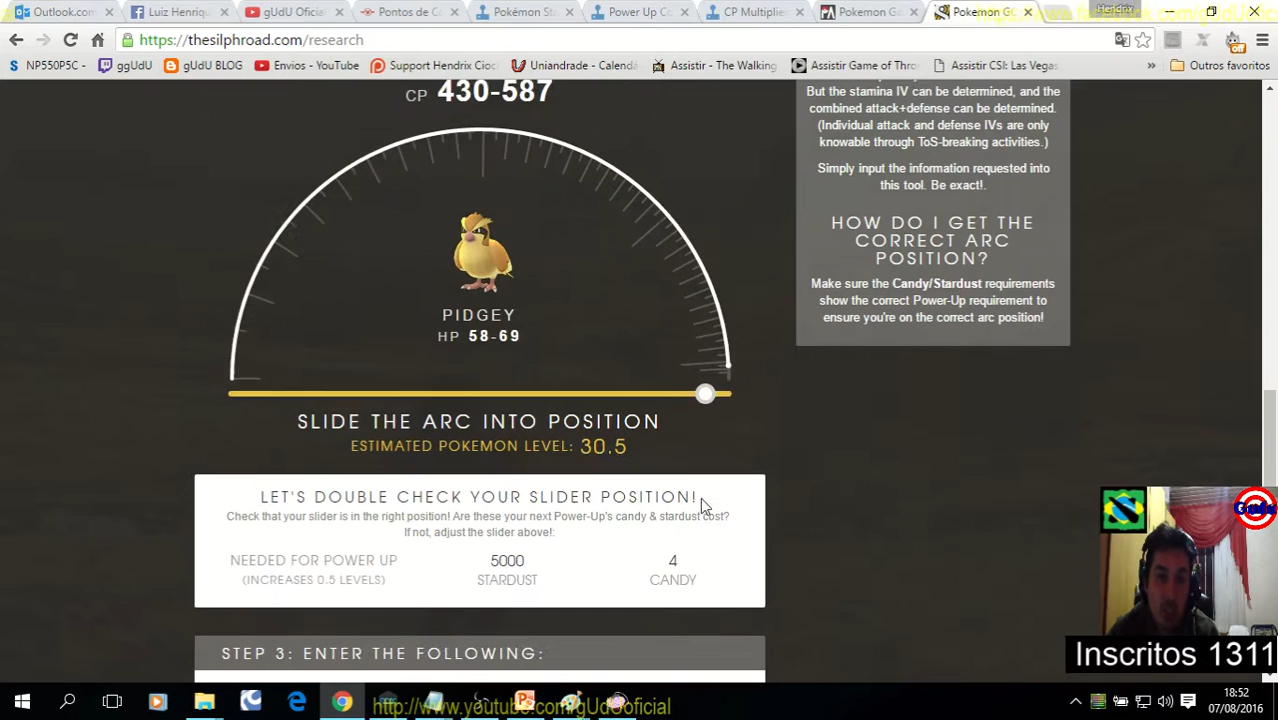 Outlook.com
Luiz Henriq
gUdU Oficia
Pontos de C
Pokémon Sta
Power Up Co
CP Multiplie
Pokemon Ga
Pokemon GO
Hendrix
https://thesilphroad.com/research
NP550P5C -
ggUdU
gUdU BLOG
Envios - YouTube
Support Hendrix Cioc
Uniandrade - Calenda
Assistir - The Walking
Assistir Game of Thro
Assistir CSI: Las Vegas
»
Outros favoritos
off
CP 430-587
PIDGEY
HP 58-69
SLIDE THE ARC INTO POSITION
ESTIMATED POKEMON LEVEL: 30.5
LET'S DOUBLE CHECK YOUR SLIDER POSITION!
Check that your slider is in the right position! Are these your next Power-Up's candy & stardust cost?
If not, adjust the slider above!:
NEEDED FOR POWER UP
(INCREASES 0.5 LEVELS)
5000
STARDUST
4
CANDY
STEP 3: ENTER THE FOLLOWING:
But the stamina IV can be determined, and the
combined attack+defense can be determined.
(Individual attack and defense IVs are only
knowable through ToS-breaking activities.)
Simply input the information requested into
this tool. Be exact!.
HOW DO I GET THE
CORRECT ARC
POSITION?
Make sure the Candy/Stardust requirements
show the correct Power-Up requirement to
ensure you're on the correct arc position!
Gudu
Inscritos 1311
http://www.youtube.com/gUdUoficial
18:52
07/08/2016